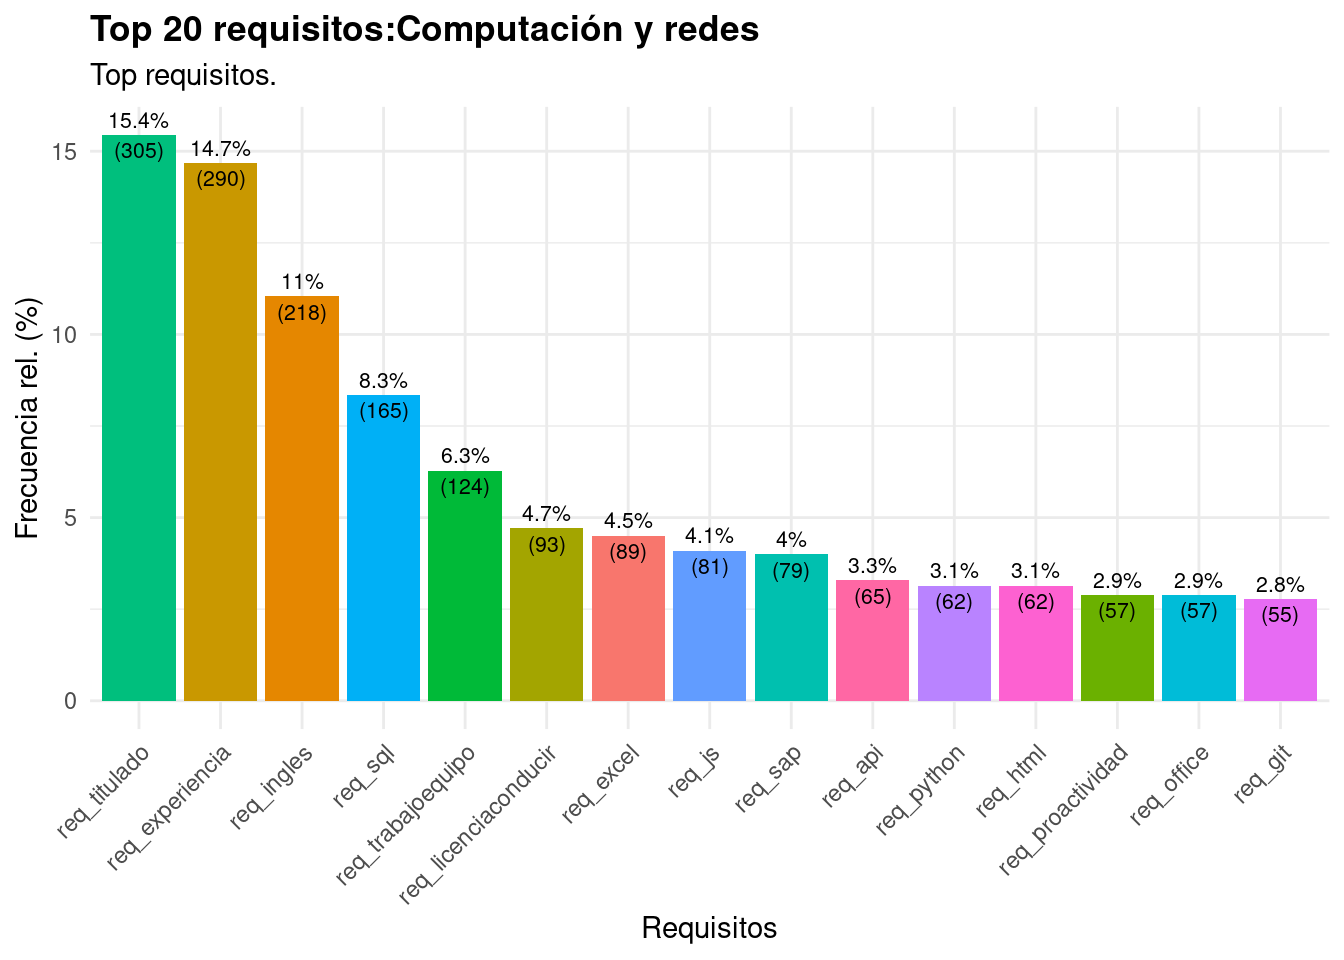 Top 20 requisitos:Computación y redes
Top requisitos.
Frecuencia rel. (%)
15
10
5
0
15.4%
(305)
14.7%
(290)
11%
(218)
8.3%
(165)
6.3%
(124)
4.7%
(93)
4.5%
(89)
4.1%
(81)
4%
(79)
3.3%
(65)
3.1%
(62)
3.1%
(62)
2.9%
(57)
2.9%
(57)
2.8%
(55)
req_titulado
req_experiencia
req_ingles
req_sql
req_trabajoequipo
req_licenciaconducir
req_excel
req_js
req_sap
req_api
req_python
req_html
req_proactividad
req_office
req_git
Requisitos